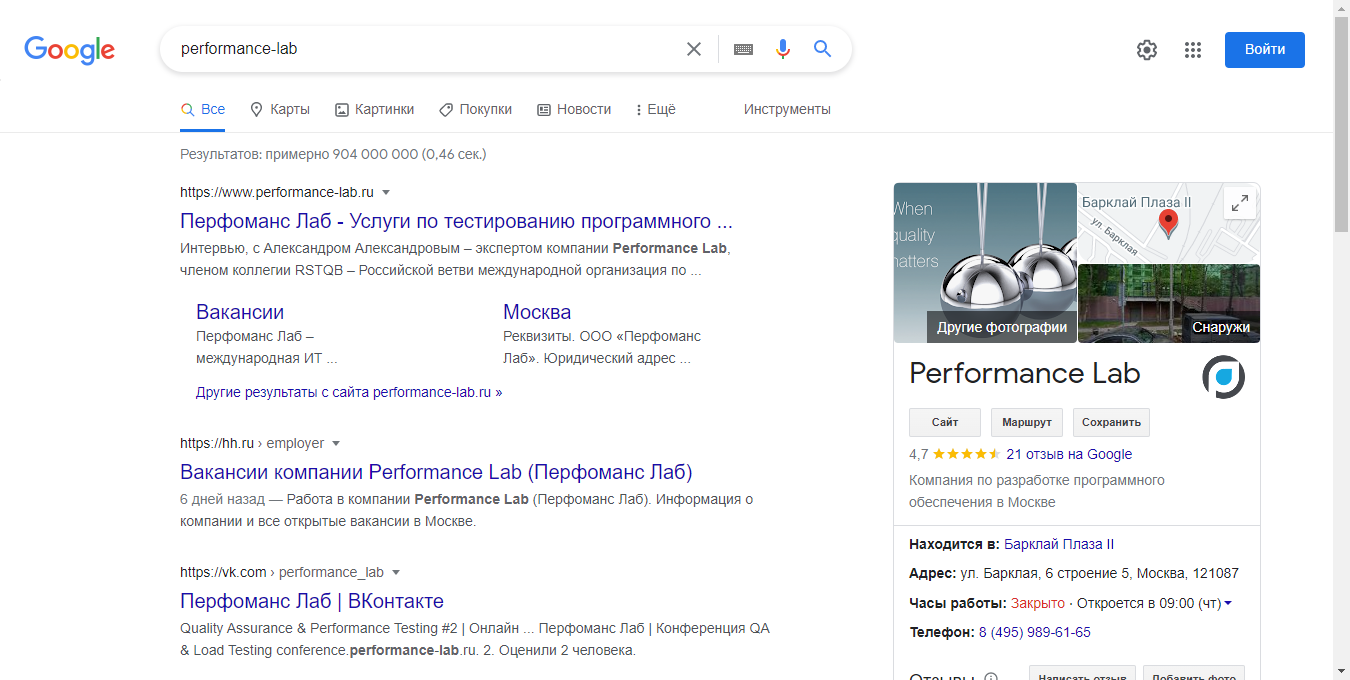 Google
performance-lab
Войти
Все
Карты
Картинки
Покупки
Новости
Ещё
Инструменты
Результатов: примерно 904 000 000 (0,46 сек.)
https://www.performance-lab.ru
Перфоманс Лаб - Услуги по тестированию программного ...
Интервью, с Александром Александровым – экспертом компании Performance Lab,
членом коллегии RSTQB – Российской ветви международной организация по ...
Вакансии
Перфоманс Лаб –
международная ИТ ...
Москва
Реквизиты. ООО «Перфоманс
Лаб». Юридический адрес ...
Другие результаты с сайта performance-lab.ru »
https://hh.ru › employer
Вакансии компании Performance Lab (Перфоманс Лаб)
6 дней назад — Работа в компании Performance Lab (Перфоманс Лаб). Информация о
компании и все открытые вакансии в Москве.
https://vk.com › performance_lab
Перфоманс Лаб | ВКонтакте
Quality Assurance & Performance Testing #2 | Онлайн ... Перфоманс Лаб | Конференция QA
& Load Testing conference.performance-lab.ru. 2. Оценили 2 человека.
When
quality
matters
Другие фотографии
Барклай Плаза II
ул. Барклая
Снаружи
Performance Lab
Сайт
Маршрут
Сохранить
4,7
21 отзыв на Google
Компания по разработке программного
обеспечения в Москве
Находится в: Барклай Плаза II
Адрес: ул. Барклая, 6 строение 5, Москва, 121087
Часы работы: Закрыто · Откроется в 09:00 (чт)
Телефон: 8 (495) 989-61-65
Отзывы
Написать отзыв
Добавить фото